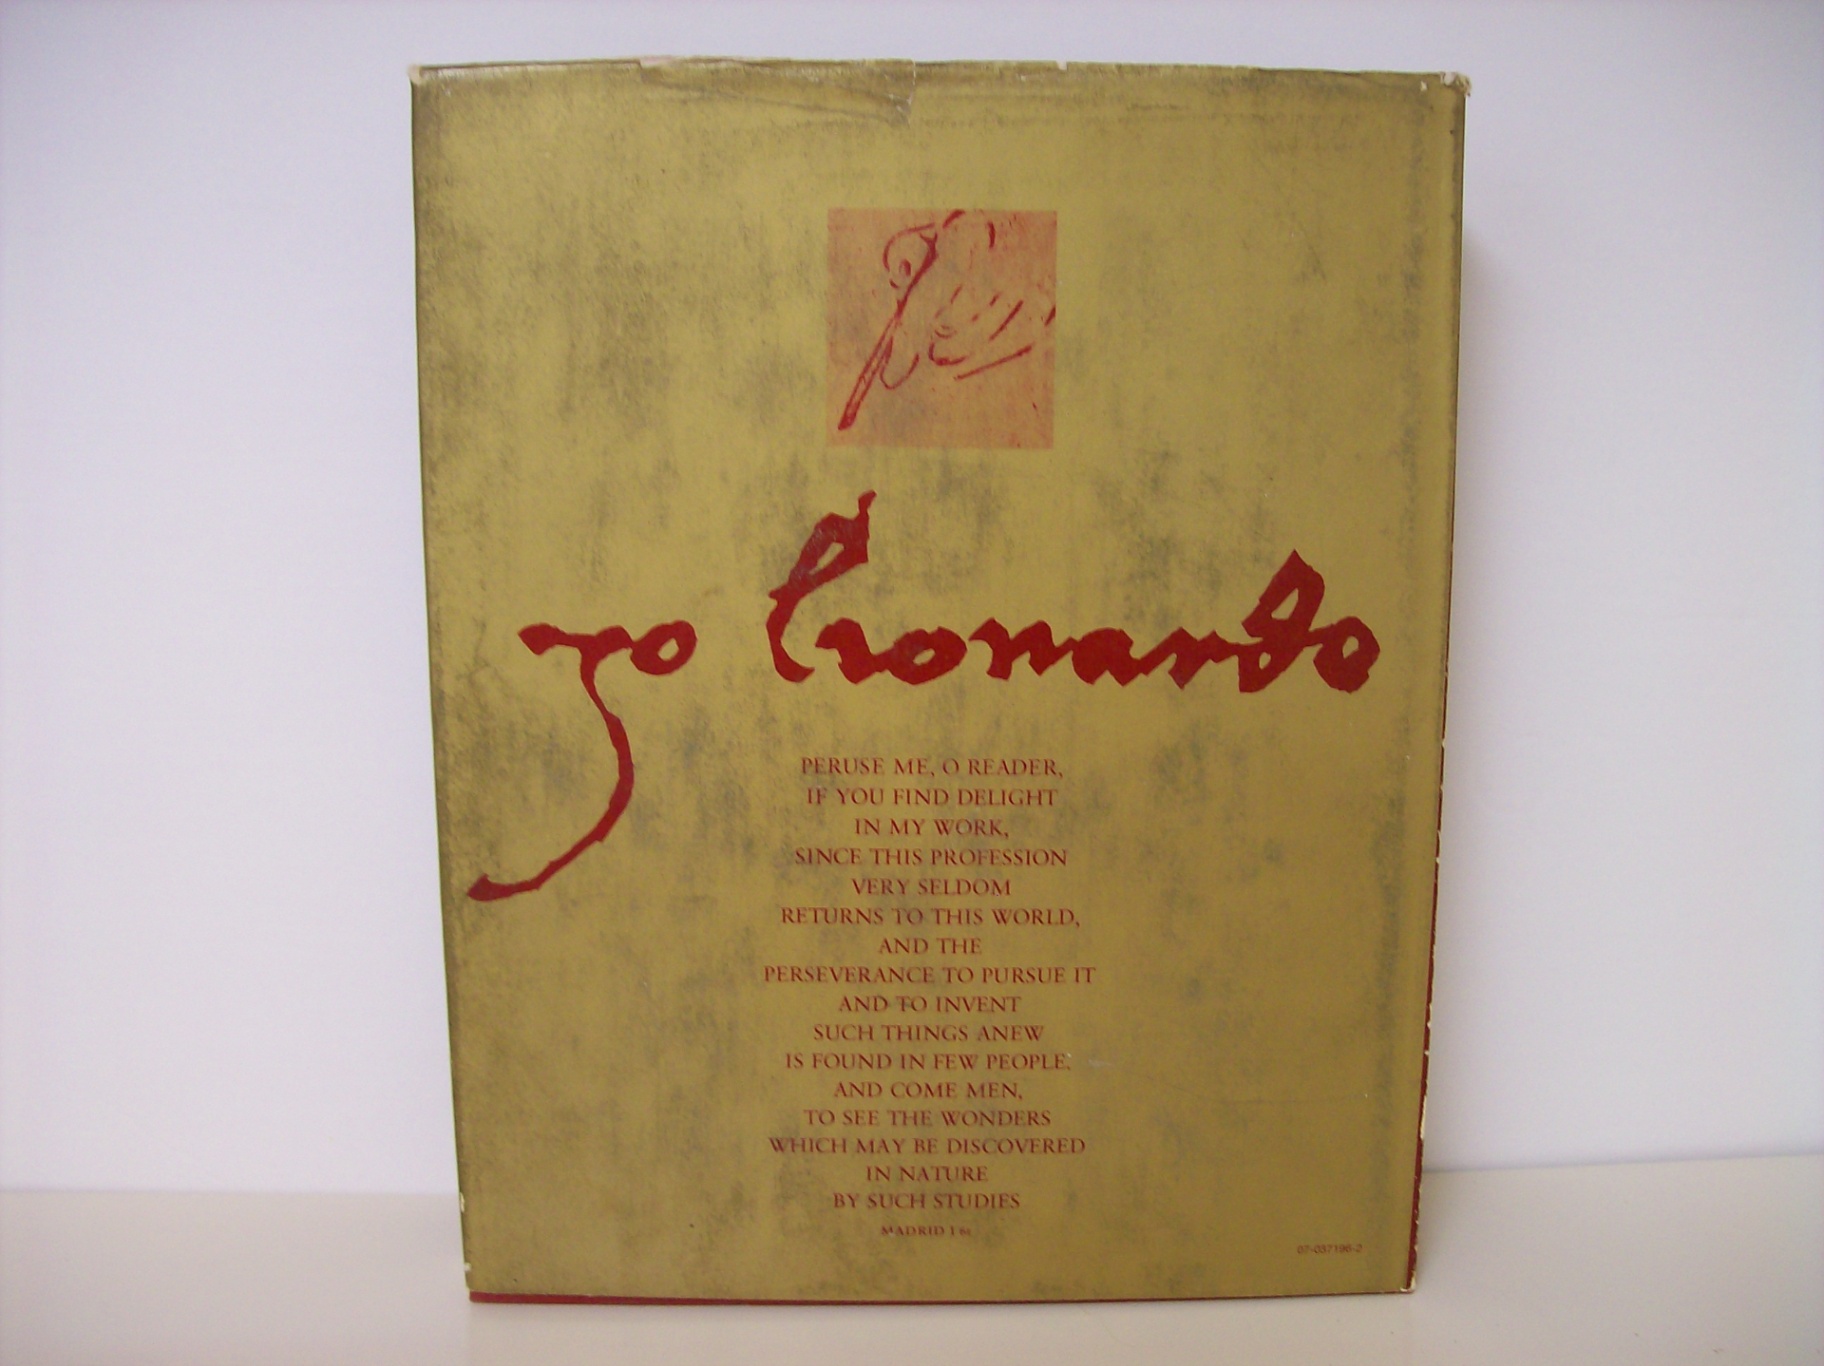 yo Leonardo
PERUSE ME, O READER,
IF YOU FIND DELIGHT
IN MY WORK,
SINCE THIS PROFESSION
VERY SELDOM
RETURNS TO THIS WORLD,
AND THE
PERSEVERANCE TO PURSUE IT
AND TO INVENT
SUCH THINGS ANEW
IS FOUND IN FEW PEOPLE.
AND COME MEN,
TO SEE THE WONDERS
WHICH MAY BE DISCOVERED
IN NATURE
BY SUCH STUDIES
MADRID I 6r
07-037196-2